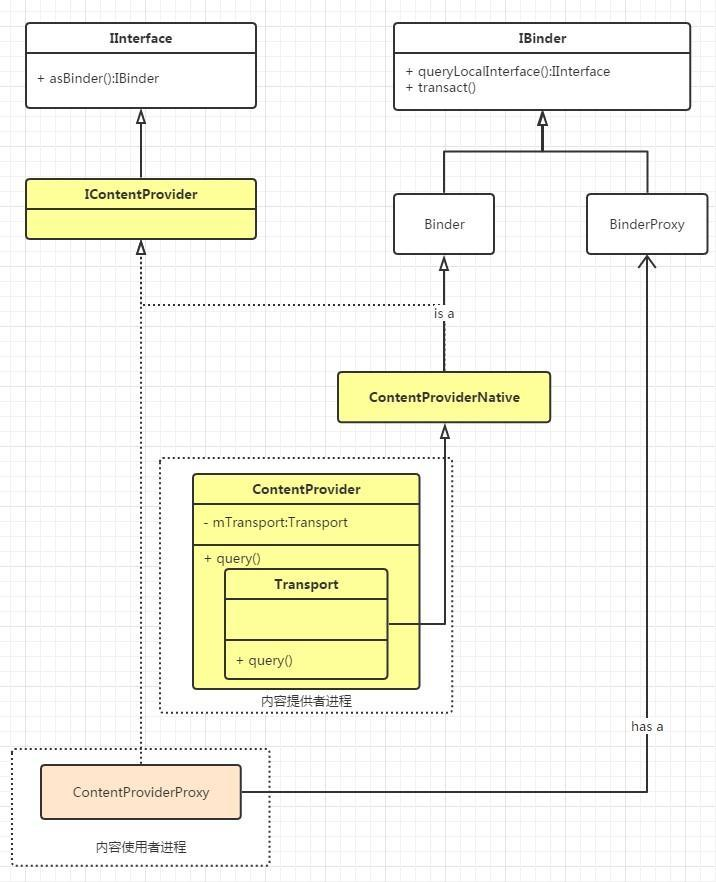 IInterface
+ asBinder():IBinder
IBinder
+ queryLocalInterface():IInterface
+ transact()
IContentProvider
Binder
BinderProxy
is a
ContentProviderNative
ContentProvider
- mTransport:Transport
+ query()
Transport
+ query()
内容提供者进程
has a
ContentProviderProxy
内容使用者进程